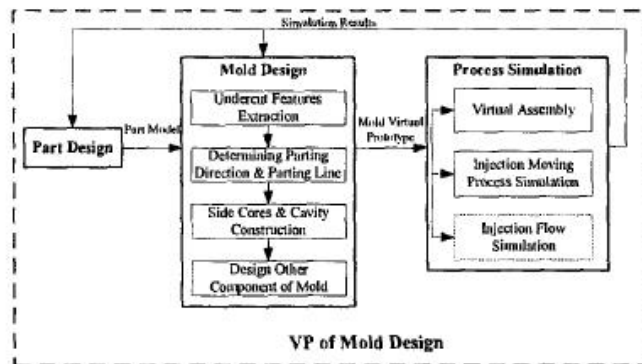 Simulation Results
Mold Design
Process Simulation
Undercut Features
Extraction
Virtual Assembly
Part Design
Part Model
Mold Virtual
Prototype
Determining Parting
Direction & Parting Line
Injection Moving
Process Simulation
Side Cores & Cavity
Construction
Injection Flow
Simulation
Design Other
Component of Mold
VP of Mold Design